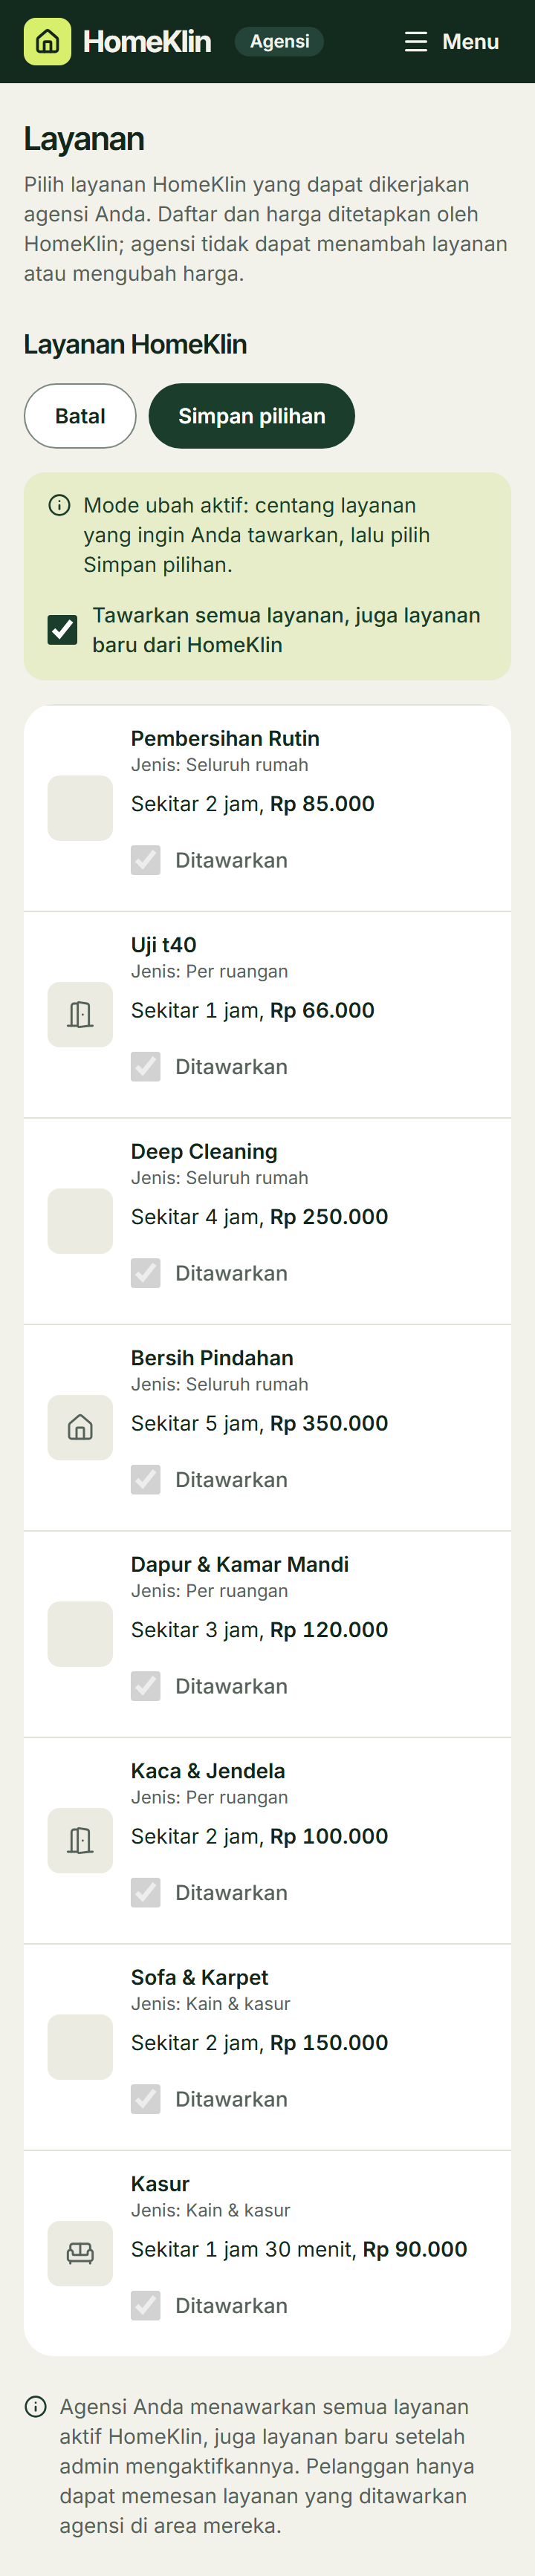 HomeKlin
Agensi
Menu
Layanan
Pilih layanan HomeKlin yang dapat dikerjakan
agensi Anda. Daftar dan harga ditetapkan oleh
HomeKlin; agensi tidak dapat menambah layanan
atau mengubah harga.
Layanan HomeKlin
Batal
Simpan pilihan
Mode ubah aktif: centang layanan
yang ingin Anda tawarkan, lalu pilih
Simpan pilihan.
Tawarkan semua layanan, juga layanan
baru dari HomeKlin
Pembersihan Rutin
Jenis: Seluruh rumah
Sekitar 2 jam, Rp 85.000
Ditawarkan
Uji t40
Jenis: Per ruangan
Sekitar 1 jam, Rp 66.000
Ditawarkan
Deep Cleaning
Jenis: Seluruh rumah
Sekitar 4 jam, Rp 250.000
Ditawarkan
Bersih Pindahan
Jenis: Seluruh rumah
Sekitar 5 jam, Rp 350.000
Ditawarkan
Dapur & Kamar Mandi
Jenis: Per ruangan
Sekitar 3 jam, Rp 120.000
Ditawarkan
Kaca & Jendela
Jenis: Per ruangan
Sekitar 2 jam, Rp 100.000
Ditawarkan
Sofa & Karpet
Jenis: Kain & kasur
Sekitar 2 jam, Rp 150.000
Ditawarkan
Kasur
Jenis: Kain & kasur
Sekitar 1 jam 30 menit, Rp 90.000
Ditawarkan
Agensi Anda menawarkan semua layanan
aktif HomeKlin, juga layanan baru setelah
admin mengaktifkannya. Pelanggan hanya
dapat memesan layanan yang ditawarkan
agensi di area mereka.